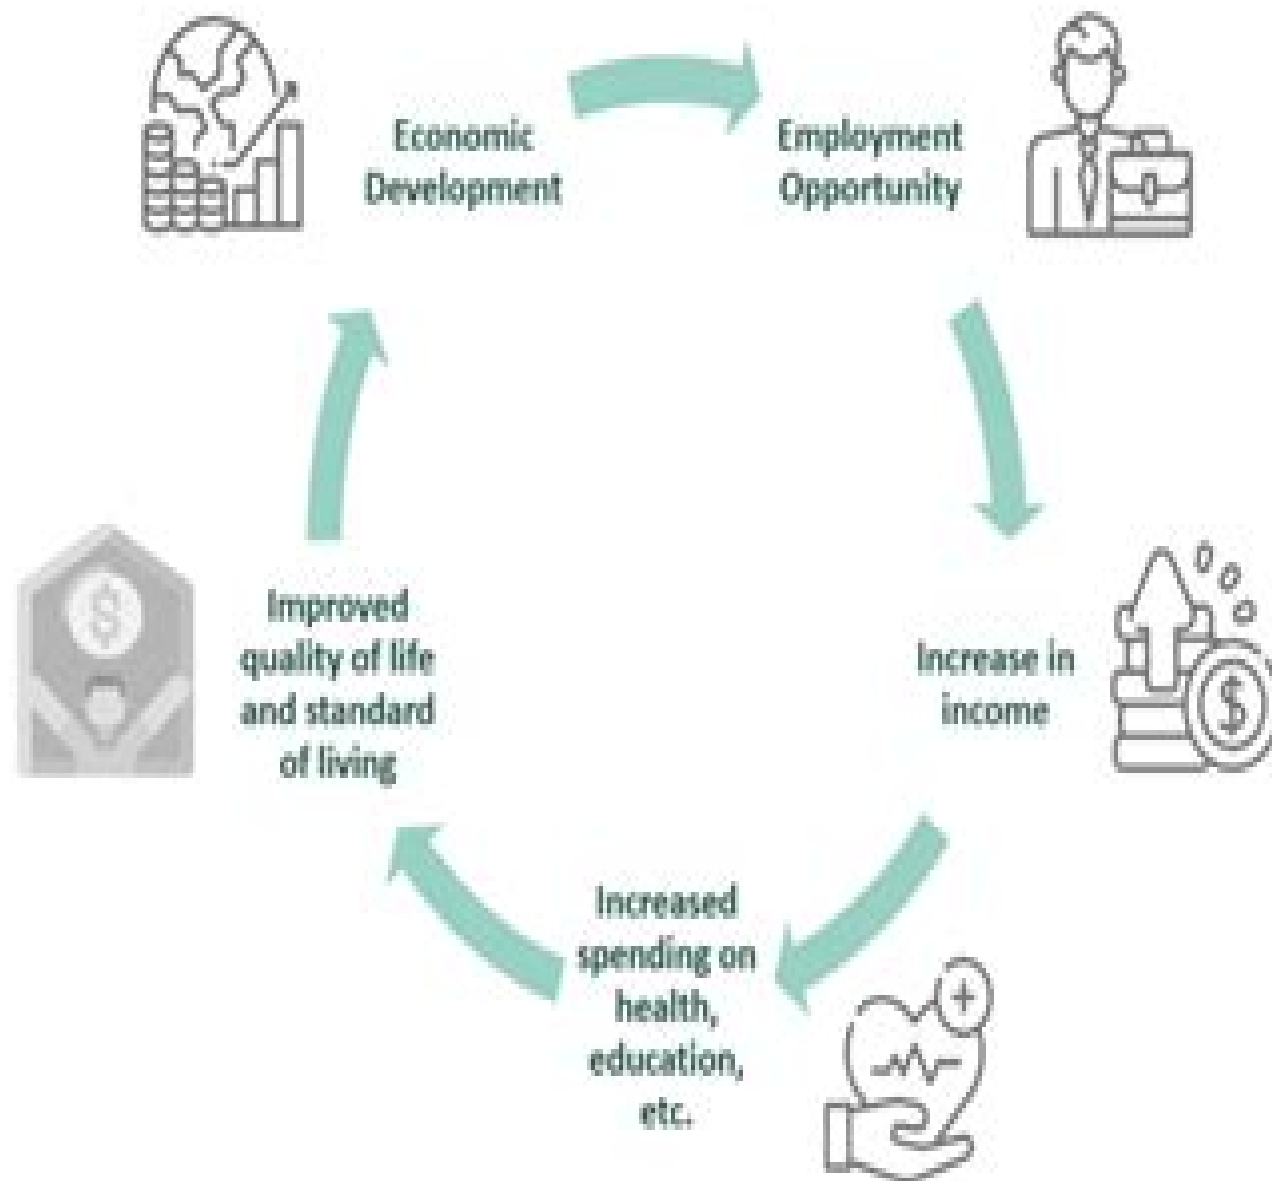 Economic
Development
Employment
Opportunity
Increase in
income
Increased
spending on
health,
education,
etc.
Improved
quality of life
and standard
of living
$
$